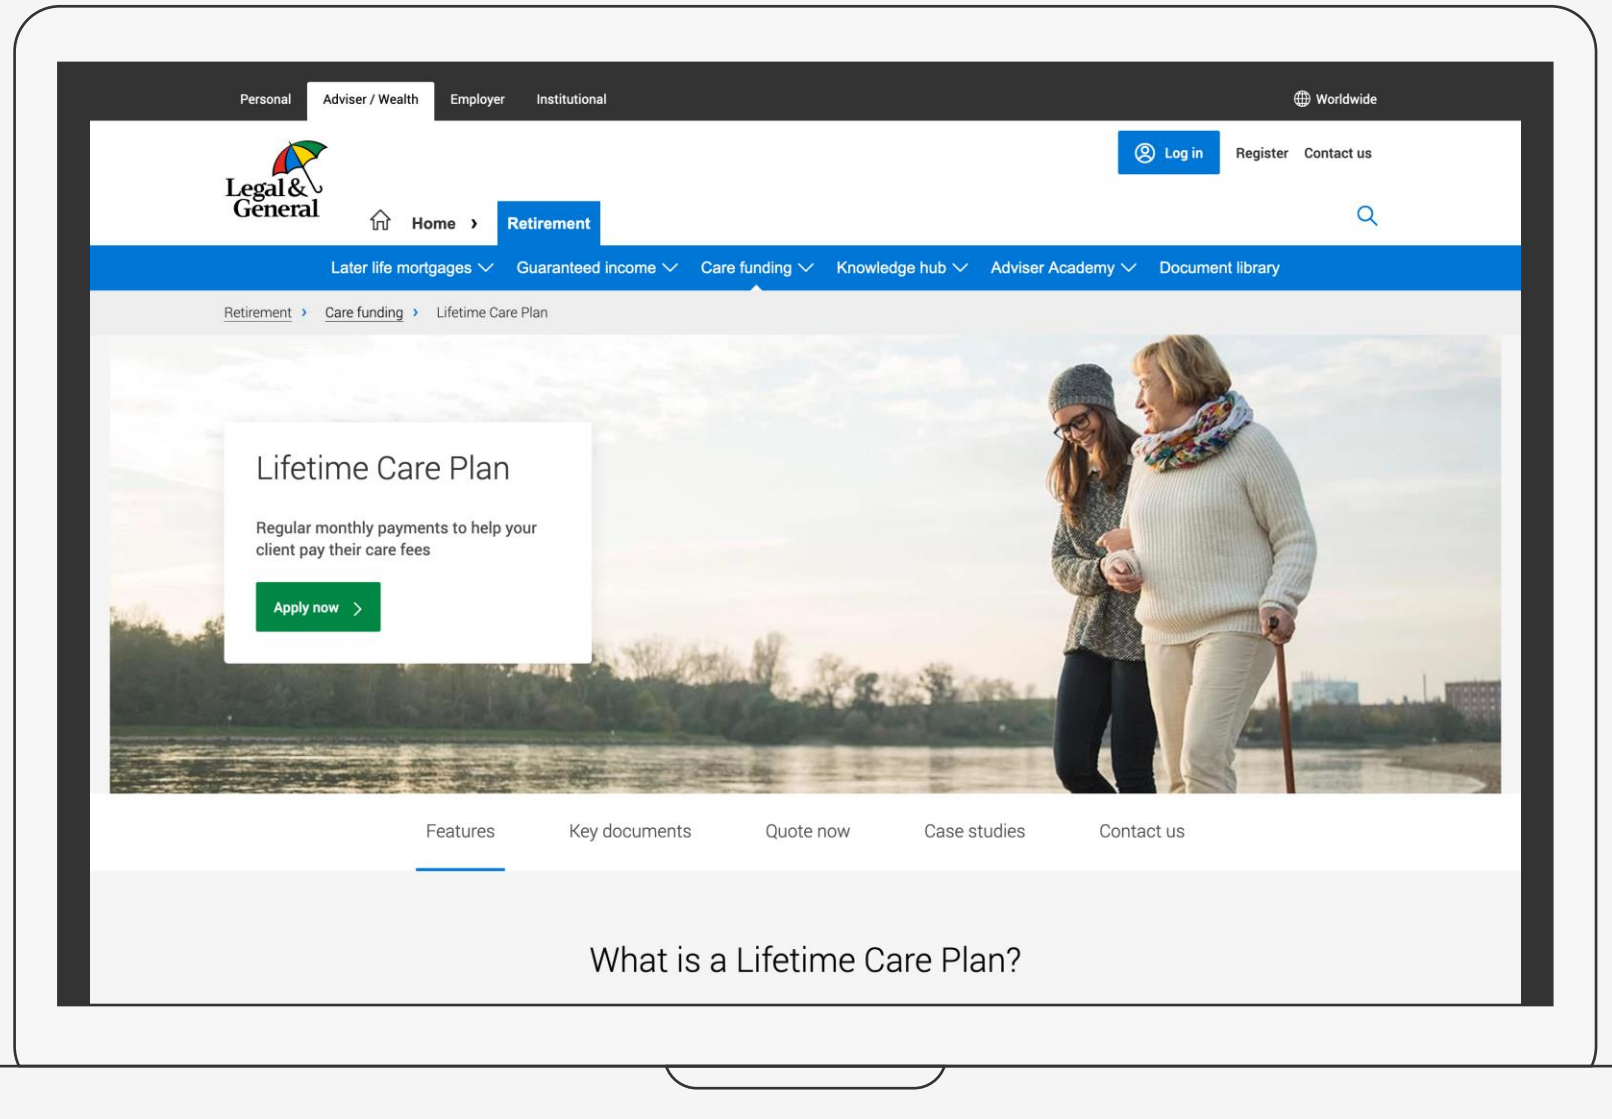 Personal Adviser / Wealth Employer Institutional Worldwide
Log in Register Contact us
Legal &
General
Home › Retirement
Later life mortgages Guaranteed income Care funding Knowledge hub Adviser Academy Document library
Retirement › Care funding › Lifetime Care Plan
Lifetime Care Plan
Regular monthly payments to help your
client pay their care fees
Apply now
Features Key documents Quote now Case studies Contact us
What is a Lifetime Care Plan?